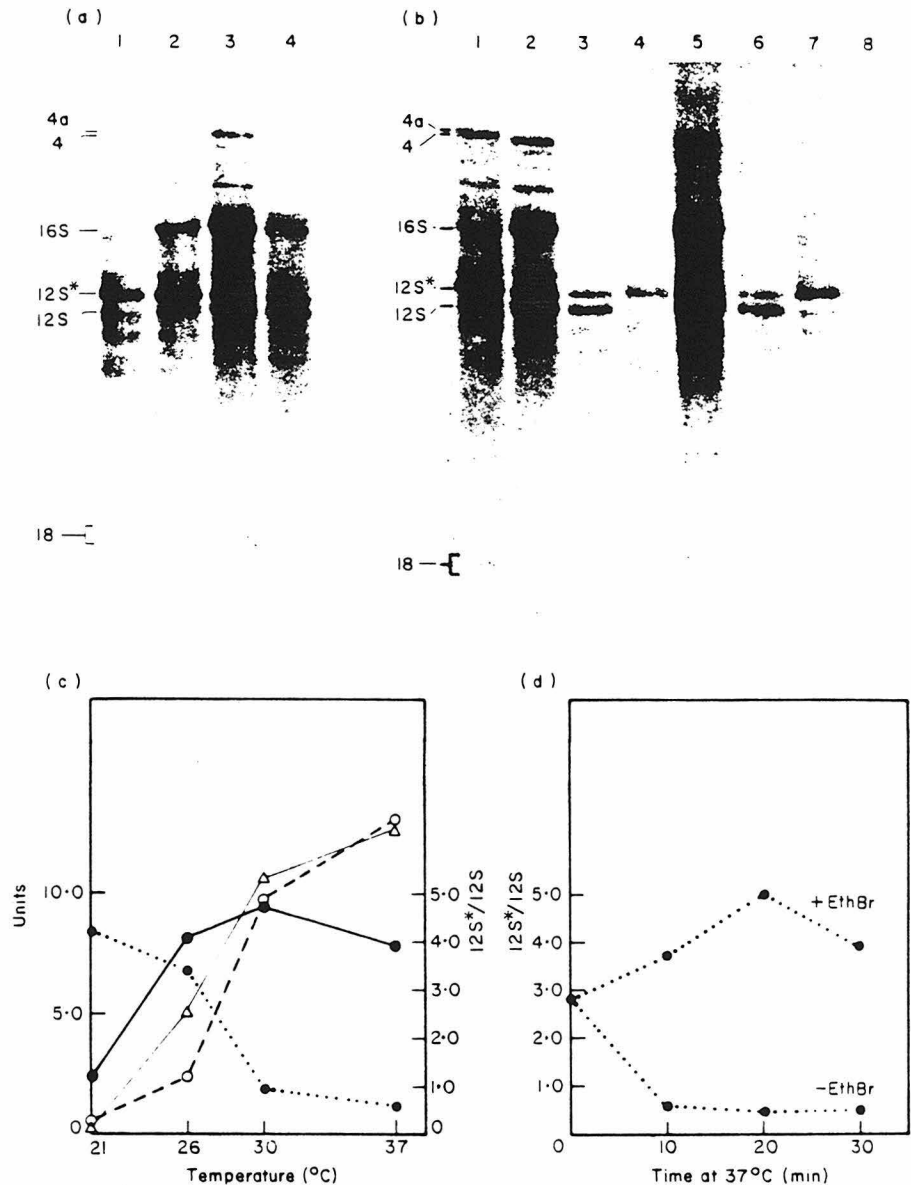 (a)
1 2 3 4
4a
4
16S
12S*
12S
18
(b)
1 2 3 4 5 6 7 8
4a
4
16S
12S*
12S
18
(c)
Units
10·0
5·0
0
21 26 30 37
Temperature (°C)
5·0
4·0
3·0
2·0
1·0
0
12S*/12S
(d)
12S*/12S
5·0
4·0
3·0
2·0
1·0
0 10 20 30
Time at 37°C (min)
+EthBr
−EthBr